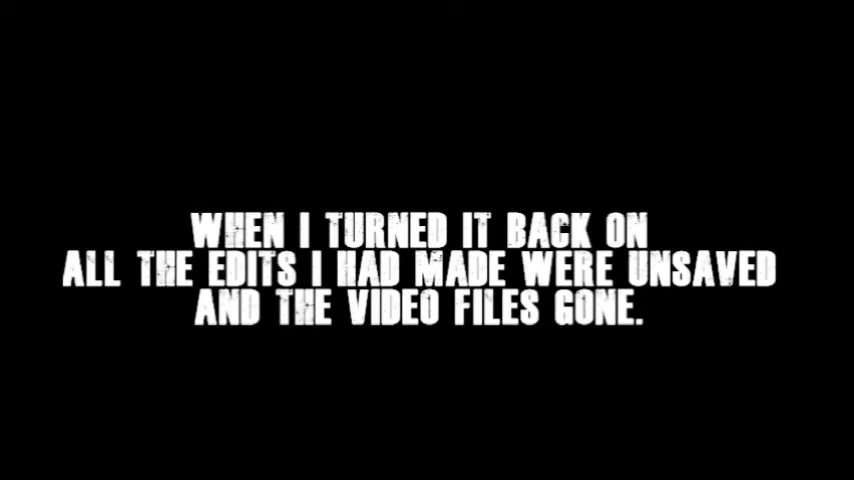 WHEN I TURNED IT BACK ON
ALL THE EDITS I HAD MADE WERE UNSAVED
AND THE VIDEO FILES GONE.